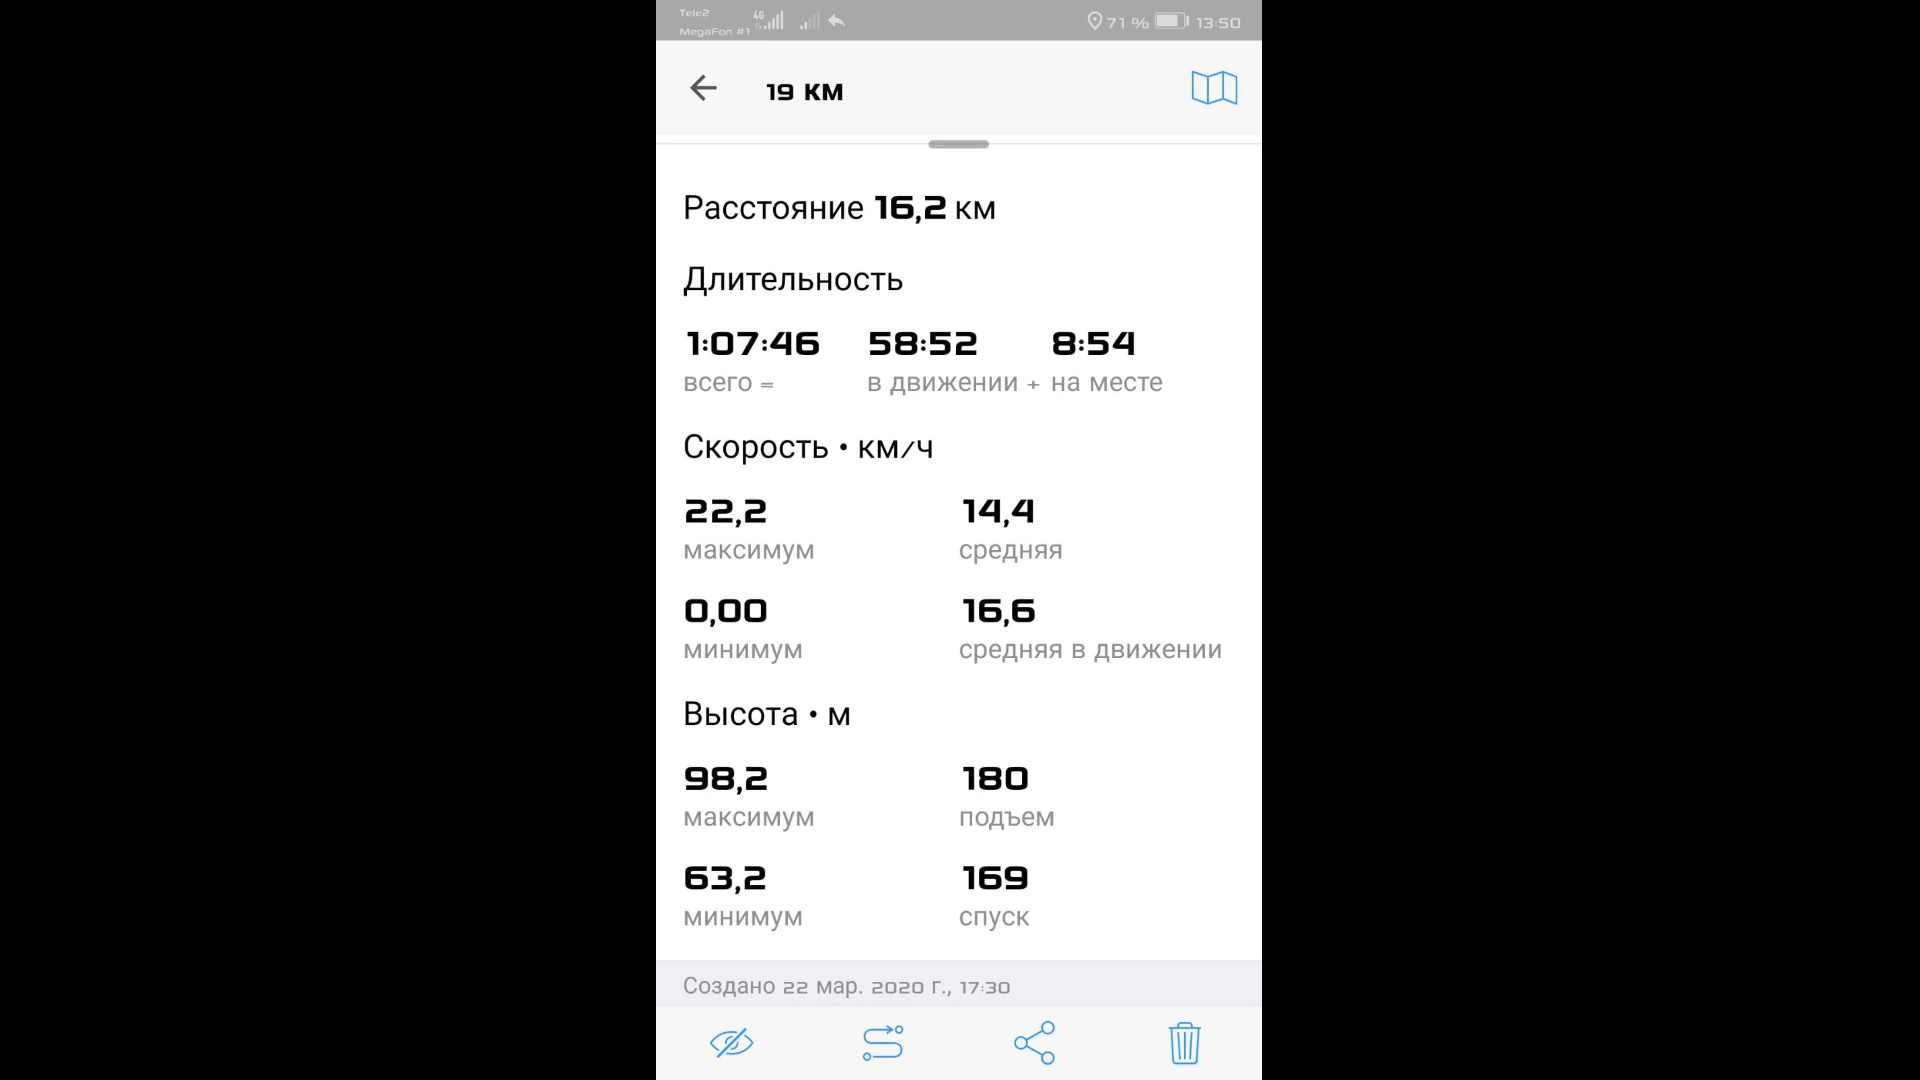 Tele2
MegaFon #1
4G
71 %
13:50
19 КМ
Расстояние 16,2 км
Длительность
1:07:46 58:52 8:54
всего = в движении + на месте
Скорость • км/ч
22,2 14,4
максимум средняя
0,00 16,6
минимум средняя в движении
Высота • м
98,2 180
максимум подъем
63,2 169
минимум спуск
Создано 22 мар. 2020 г., 17:30